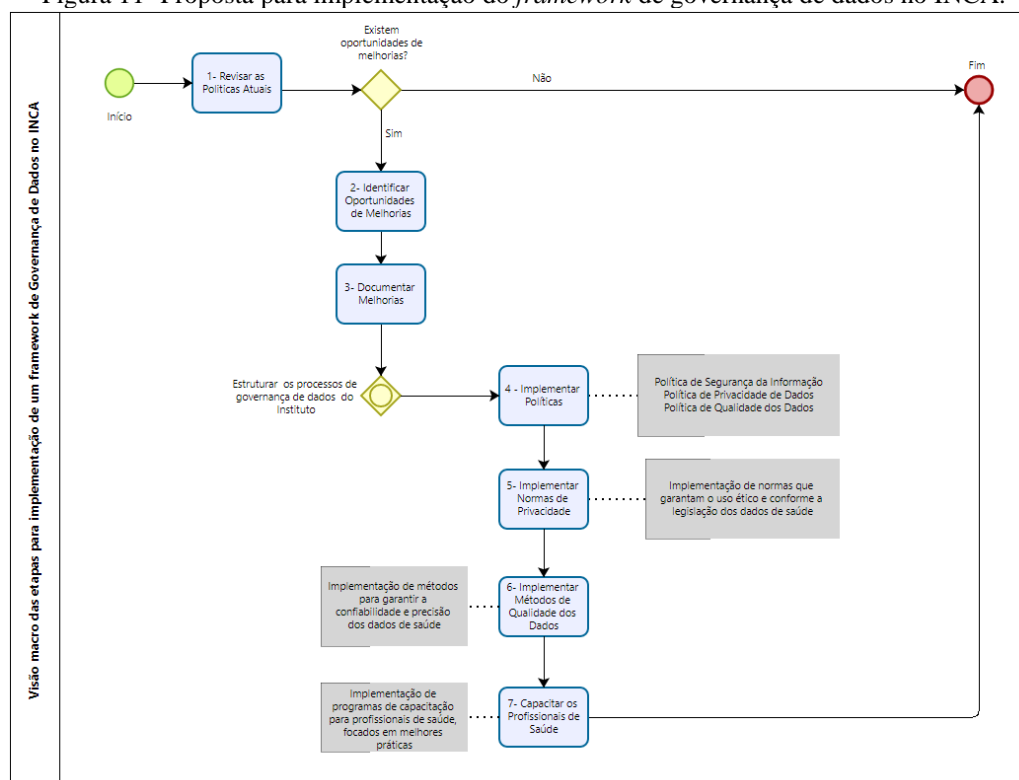 Figura 11- Proposta para implementação do framework de governança de dados no INCA.
Visão macro das etapas para implementação de um framework de Governança de Dados no INCA
Início
1- Revisar as
Políticas Atuais
Existem
oportunidades de
melhorias?
Não
Fim
Sim
2- Identificar
Oportunidades
de Melhorias
3- Documentar
Melhorias
Estruturar os processos de
governança de dados do
Instituto
4 - Implementar
Políticas
Política de Segurança da Informação
Política de Privacidade de Dados
Política de Qualidade dos Dados
5- Implementar
Normas de
Privacidade
Implementação de normas que
garantam o uso ético e conforme a
legislação dos dados de saúde
Implementação de métodos
para garantir a
confiabilidade e precisão
dos dados de saúde
6- Implementar
Métodos de
Qualidade dos
Dados
Implementação de
programas de capacitação
para profissionais de saúde,
focados em melhores
práticas
7- Capacitar os
Profissionais de
Saúde